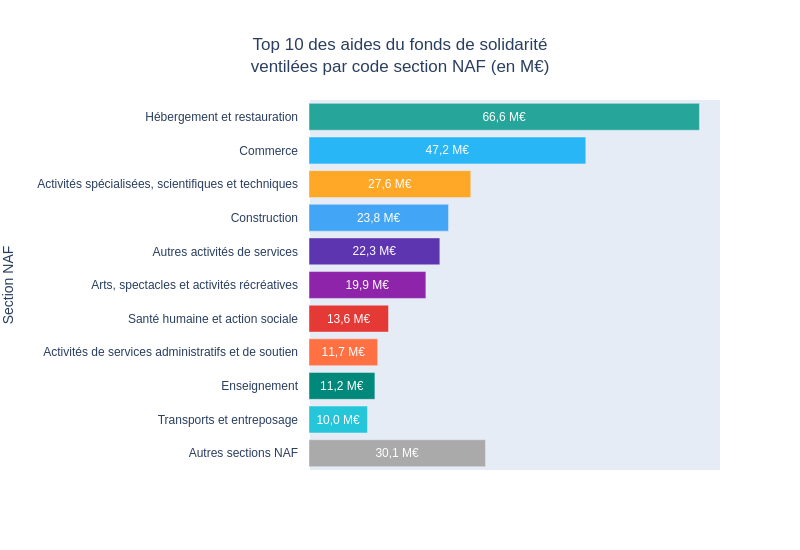 Top 10 des aides du fonds de solidarité
ventilées par code section NAF (en M€)
Section NAF
Hébergement et restauration 66,6 M€
Commerce 47,2 M€
Activités spécialisées, scientifiques et techniques 27,6 M€
Construction 23,8 M€
Autres activités de services 22,3 M€
Arts, spectacles et activités récréatives 19,9 M€
Santé humaine et action sociale 13,6 M€
Activités de services administratifs et de soutien 11,7 M€
Enseignement 11,2 M€
Transports et entreposage 10,0 M€
Autres sections NAF 30,1 M€